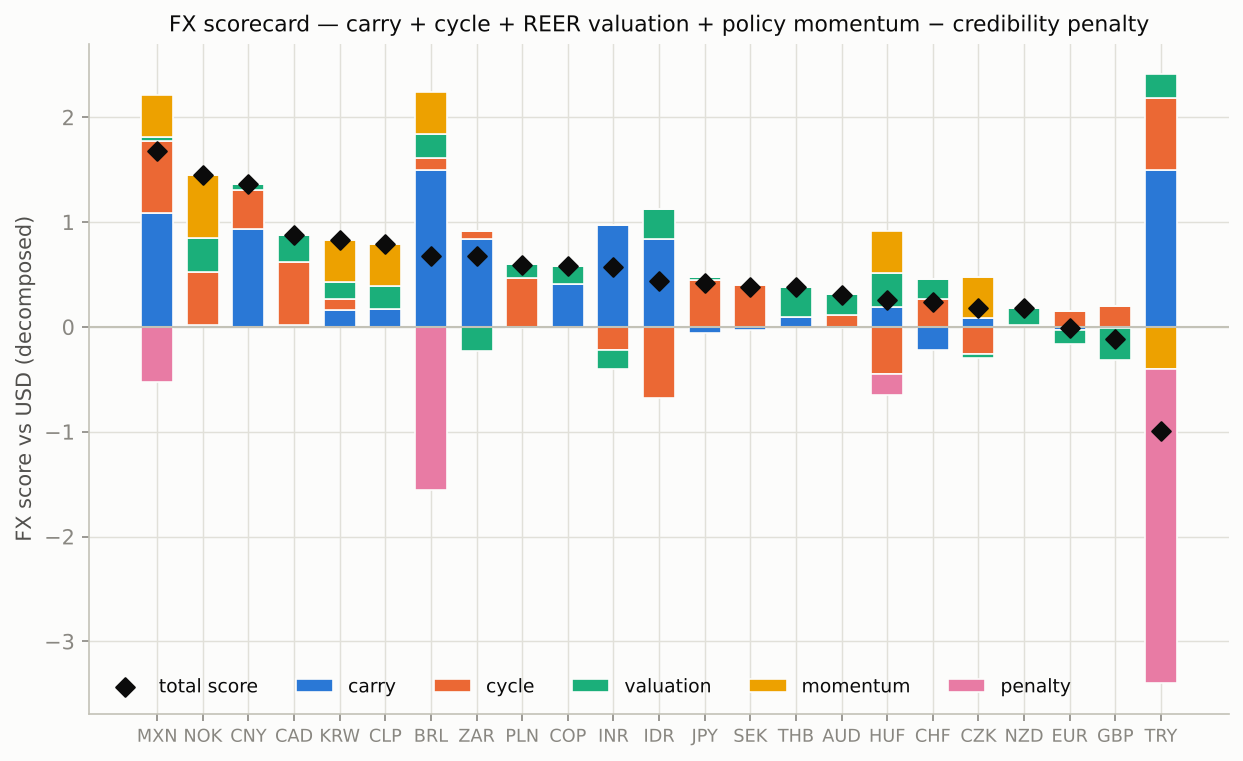 FX scorecard — carry + cycle + REER valuation + policy momentum − credibility penalty
FX score vs USD (decomposed)
2
1
0
−1
−2
−3
total score carry cycle valuation momentum penalty
MXN NOK CNY CAD KRW CLP BRL ZAR PLN COP INR IDR JPY SEK THB AUD HUF CHF CZK NZD EUR GBP TRY